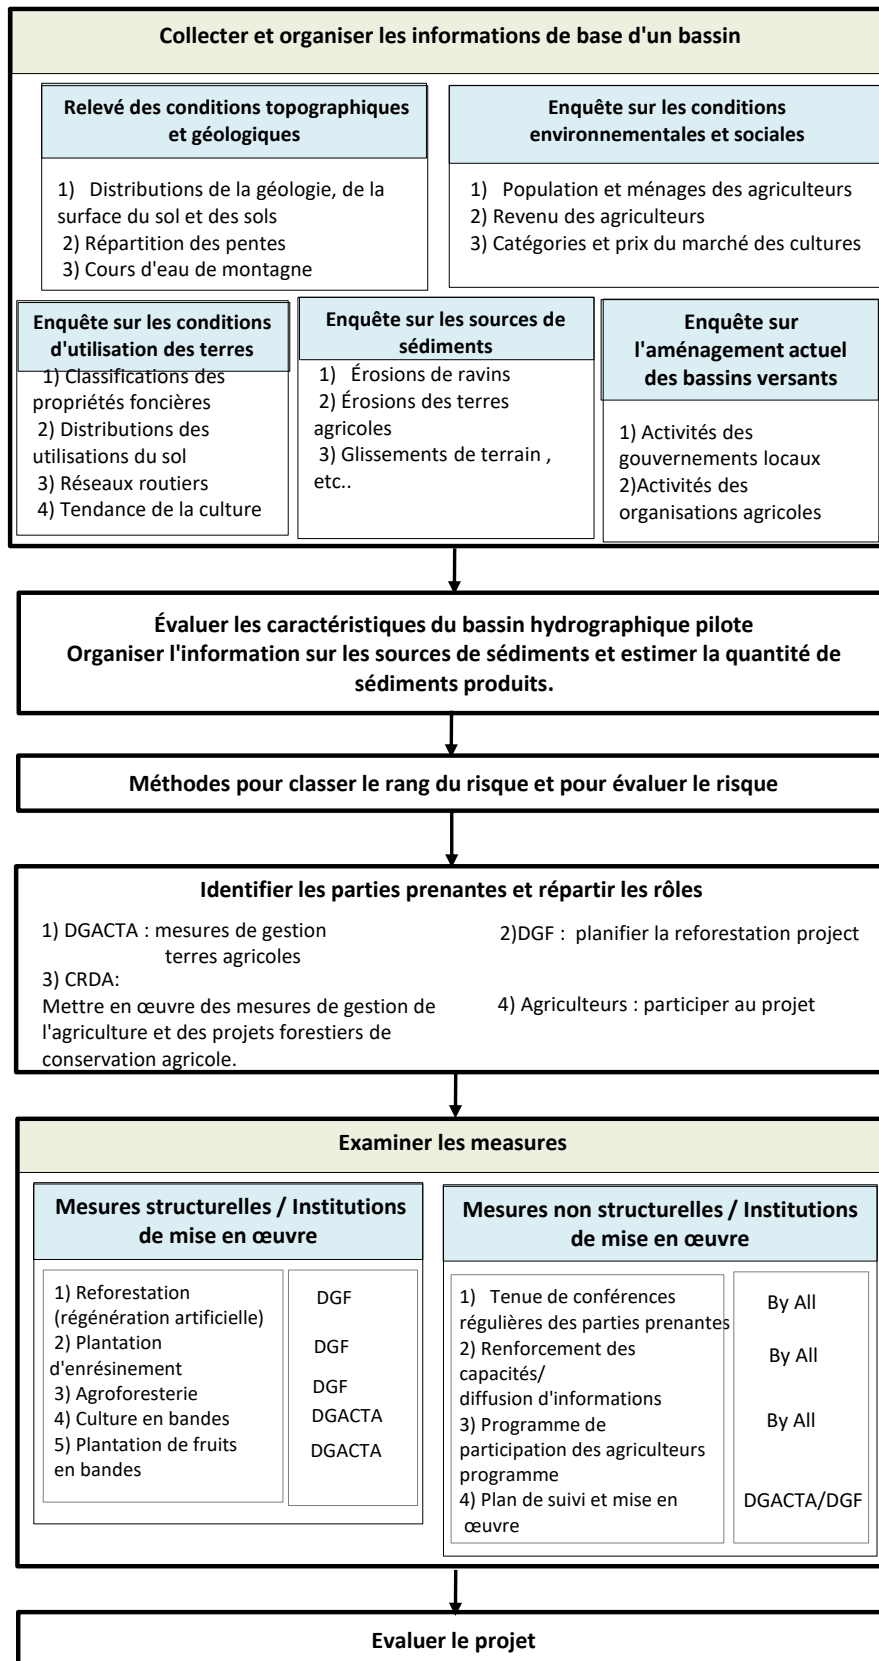 Collecter et organiser les informations de base d'un bassin
Relevé des conditions topographiques
et géologiques
1) Distributions de la géologie, de la
surface du sol et des sols
2) Répartition des pentes
3) Cours d'eau de montagne
Enquête sur les conditions
environnementales et sociales
1) Population et ménages des agriculteurs
2) Revenu des agriculteurs
3) Catégories et prix du marché des cultures
Enquête sur les conditions
d'utilisation des terres
1) Classifications des
propriétés foncières
2) Distributions des
utilisations du sol
3) Réseaux routiers
4) Tendance de la culture
Enquête sur les sources de
sédiments
1) Érosions de ravins
2) Érosions des terres
agricoles
3) Glissements de terrain ,
etc..
Enquête sur
l'aménagement actuel
des bassins versants
1) Activités des
gouvernements locaux
2)Activités des
organisations agricoles
Évaluer les caractéristiques du bassin hydrographique pilote
Organiser l'information sur les sources de sédiments et estimer la quantité de
sédiments produits.
Méthodes pour classer le rang du risque et pour évaluer le risque
Identifier les parties prenantes et répartir les rôles
1) DGACTA : mesures de gestion
terres agricoles
2)DGF : planifier la reforestation project
3) CRDA:
Mettre en œuvre des mesures de gestion de
l'agriculture et des projets forestiers de
conservation agricole.
4) Agriculteurs : participer au projet
Examiner les measures
Mesures structurelles / Institutions
de mise en œuvre
1) Reforestation
(régénération artificielle)
2) Plantation
d'enrésinement
3) Agroforesterie
4) Culture en bandes
5) Plantation de fruits
en bandes
DGF
DGF
DGF
DGACTA
DGACTA
Mesures non structurelles / Institutions
de mise en œuvre
1) Tenue de conférences
régulières des parties prenantes
2) Renforcement des
capacités/
diffusion d'informations
3) Programme de
participation des agriculteurs
programme
4) Plan de suivi et mise en
œuvre
By All
By All
By All
DGACTA/DGF
Evaluer le projet